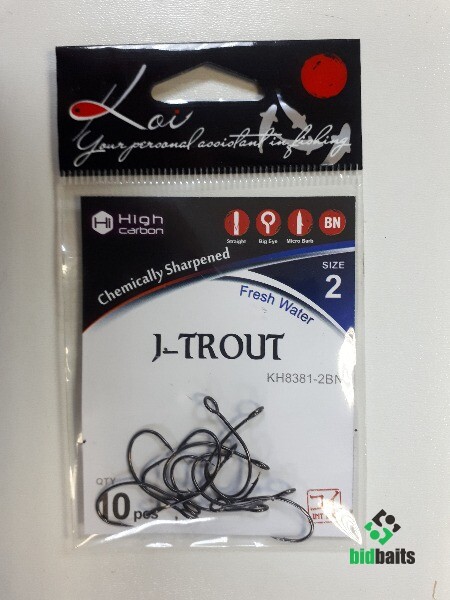 Koi
Your personal assistant in fishing
Hi High
Carbon
Straight Big Eye Micro Barb BN
Chemically Sharpened
SIZE
2
Fresh Water
J-TROUT
KH8381-2BN
QTY
10 pcs
bidbaits